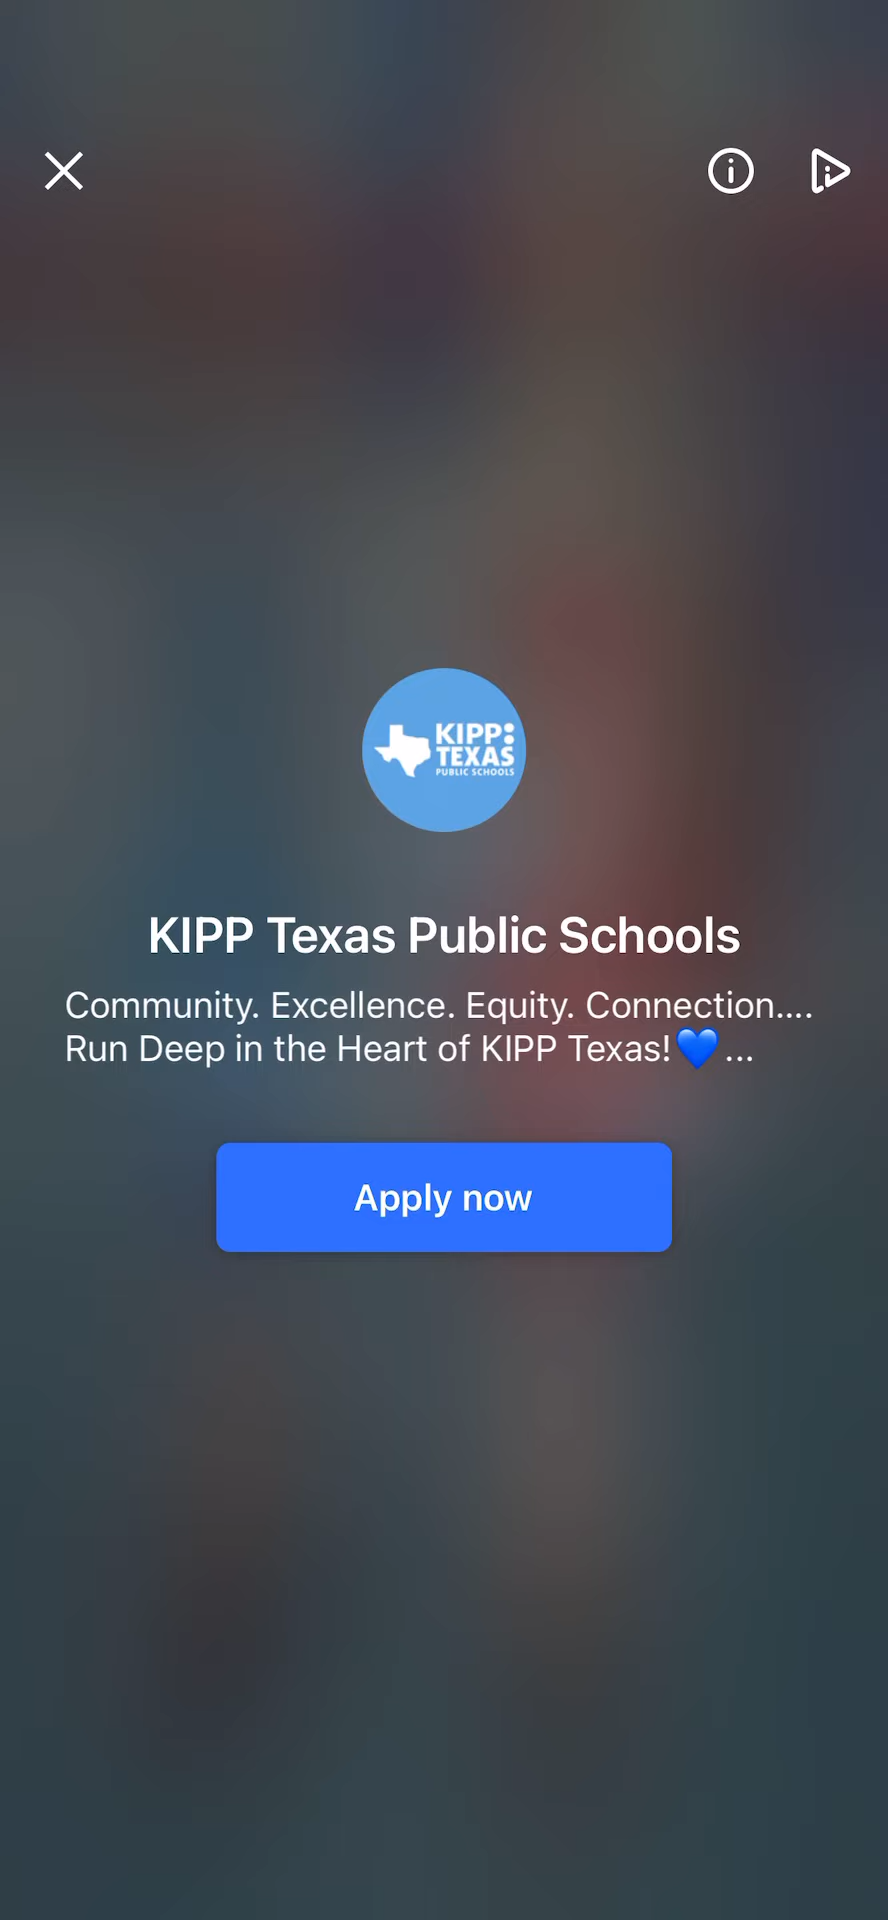 KIPP:
TEXAS
PUBLIC SCHOOLS
KIPP Texas Public Schools
Community. Excellence. Equity. Connection....
Run Deep in the Heart of KIPP Texas!💙...
Apply now